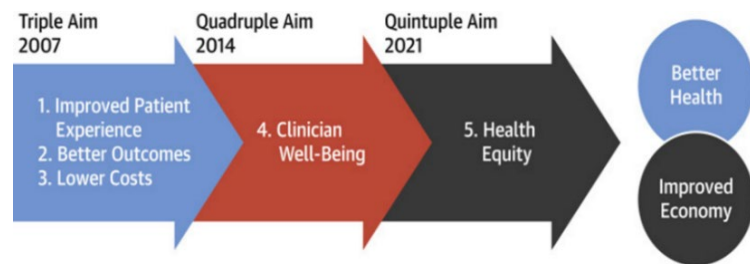 Triple Aim
2007
Quadruple Aim
2014
Quintuple Aim
2021
1. Improved Patient
Experience
2. Better Outcomes
3. Lower Costs
4. Clinician
Well-Being
5. Health
Equity
Better
Health
Improved
Economy